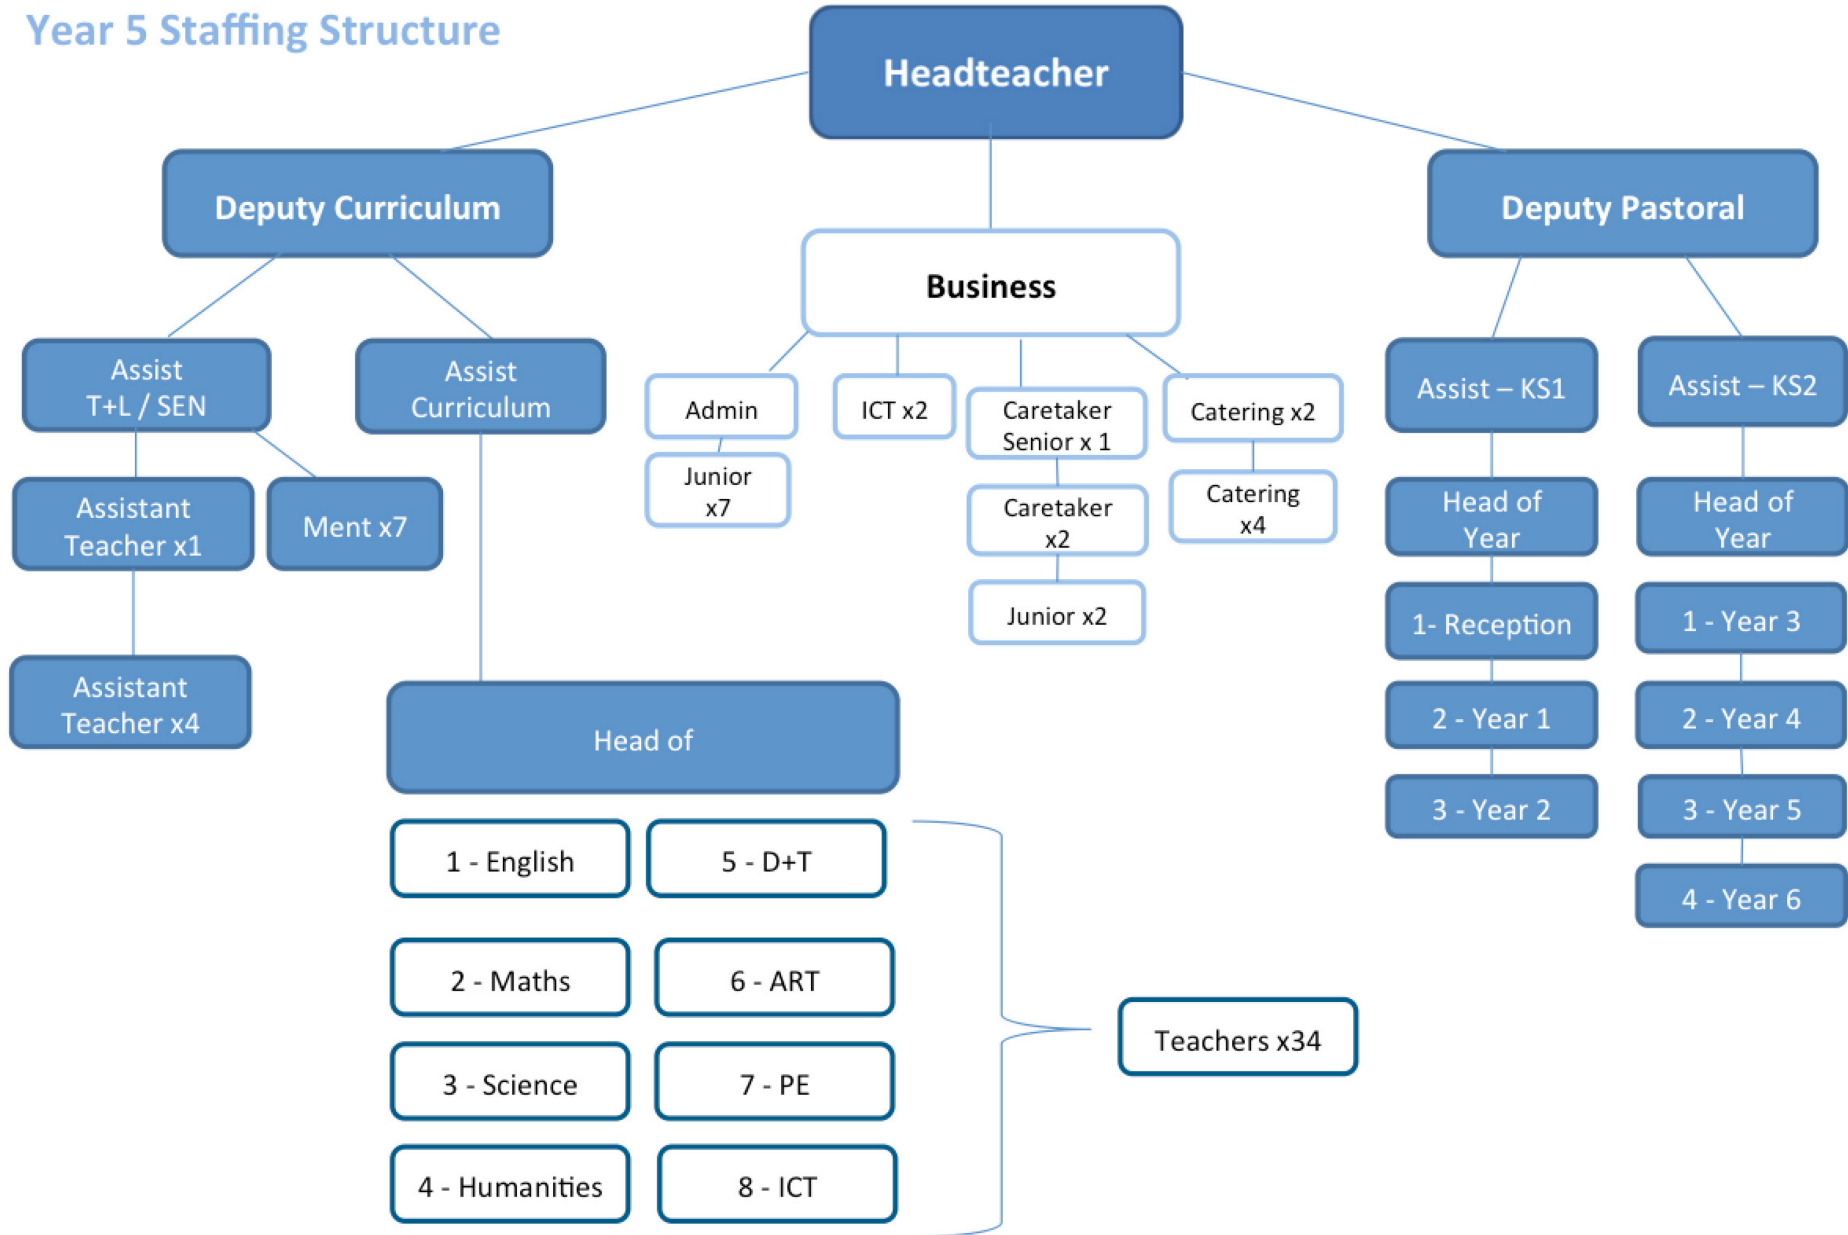 Year 5 Staffing Structure
Headteacher
Deputy Curriculum
Business
Deputy Pastoral
Assist
T+L / SEN
Assist
Curriculum
Admin
ICT x2
Caretaker
Senior x 1
Catering x2
Assist – KS1
Assist – KS2
Junior
x7
Caretaker
x2
Catering
x4
Assistant
Teacher x1
Ment x7
Head of
Year
Head of
Year
Junior x2
1- Reception
1 - Year 3
Assistant
Teacher x4
Head of
2 - Year 1
2 - Year 4
3 - Year 2
3 - Year 5
4 - Year 6
1 - English
5 - D+T
2 - Maths
6 - ART
3 - Science
7 - PE
4 - Humanities
8 - ICT
Teachers x34